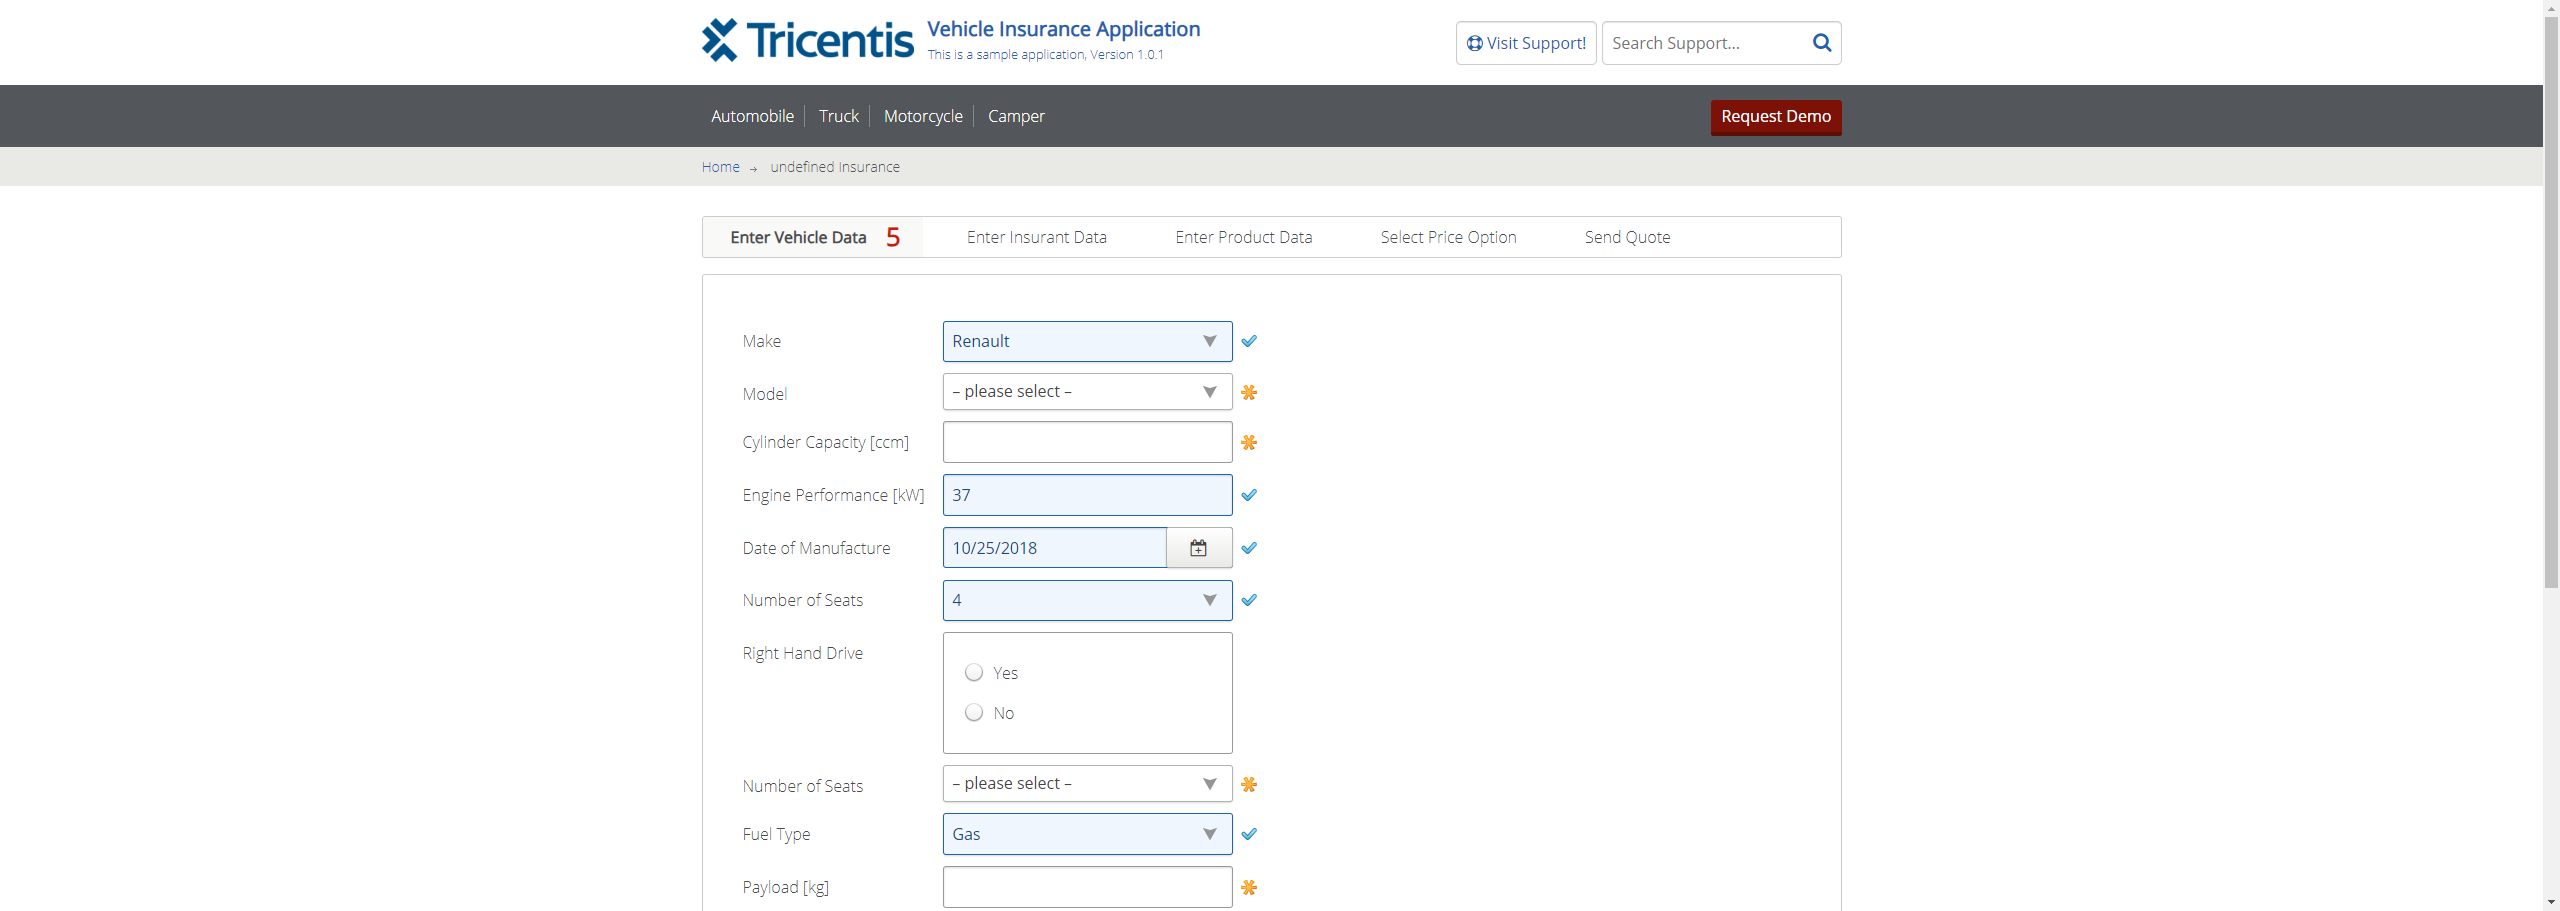 Tricentis
Vehicle Insurance Application
This is a sample application, Version 1.0.1
Visit Support!
Search Support...
Automobile
Truck
Motorcycle
Camper
Request Demo
Home → undefined Insurance
Enter Vehicle Data 5
Enter Insurant Data
Enter Product Data
Select Price Option
Send Quote
Make
Renault
Model
– please select –
Cylinder Capacity [ccm]
Engine Performance [kW]
37
Date of Manufacture
10/25/2018
Number of Seats
4
Right Hand Drive
Yes
No
Number of Seats
– please select –
Fuel Type
Gas
Payload [kg]